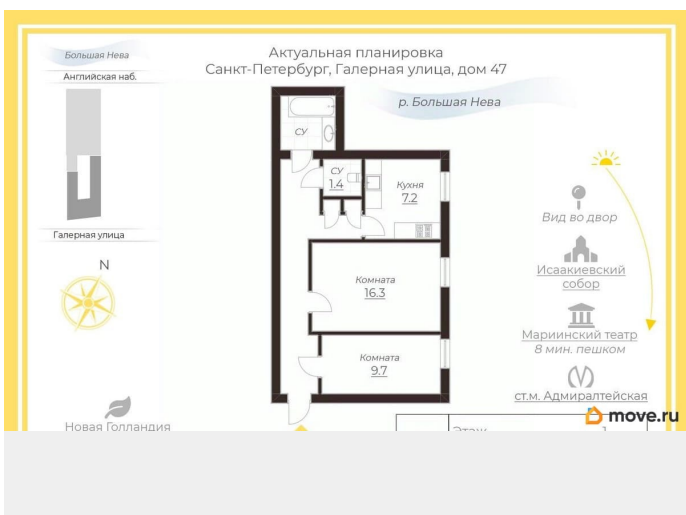 Большая Нева
Английская наб.
Галерная улица
N
Новая Голландия
Актуальная планировка
Санкт-Петербург, Галерная улица, дом 47
р. Большая Нева
СУ
СУ
1.4
Кухня
7.2
Комната
16.3
Комната
9.7
Вид во двор
Исаакиевский
собор
Мариинский театр
8 мин. пешком
ст.м. Адмиралтейская
move.ru
Этаж 1